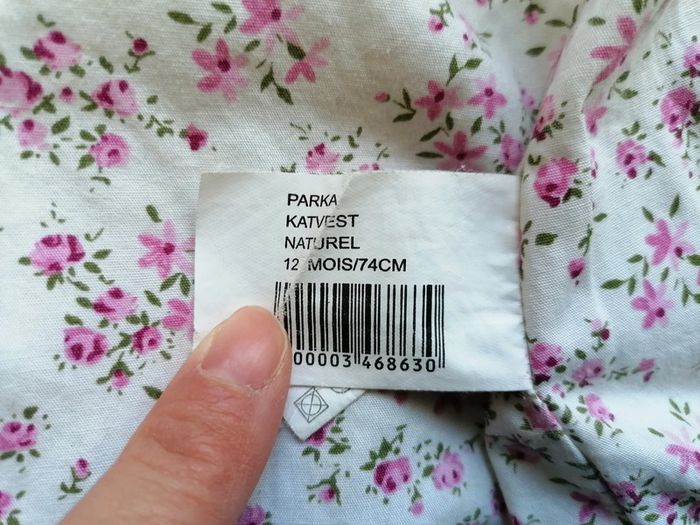 PARKA
KATVEST
NATUREL
12 MOIS/74CM
00003 468630